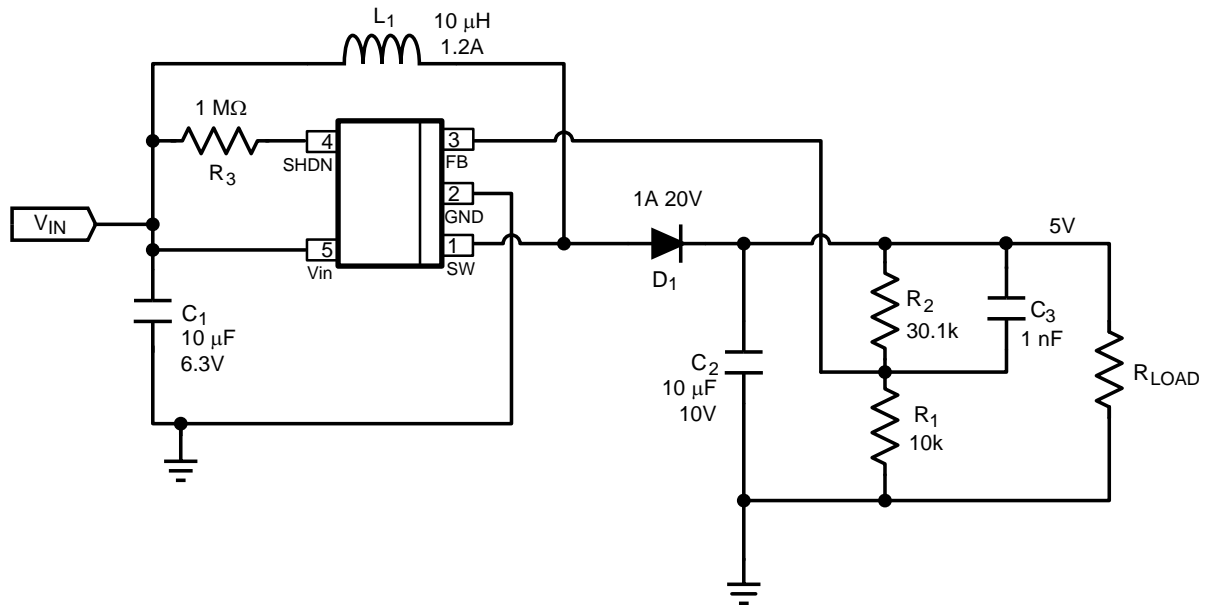 L1
10 μH
1.2A
1 MΩ
R3
4
SHDN
3
FB
2
GND
VIN
5
Vin
1
SW
1A 20V
D1
5V
C1
10 μF
6.3V
C2
10 μF
10V
R2
30.1k
C3
1 nF
R1
10k
RLOAD